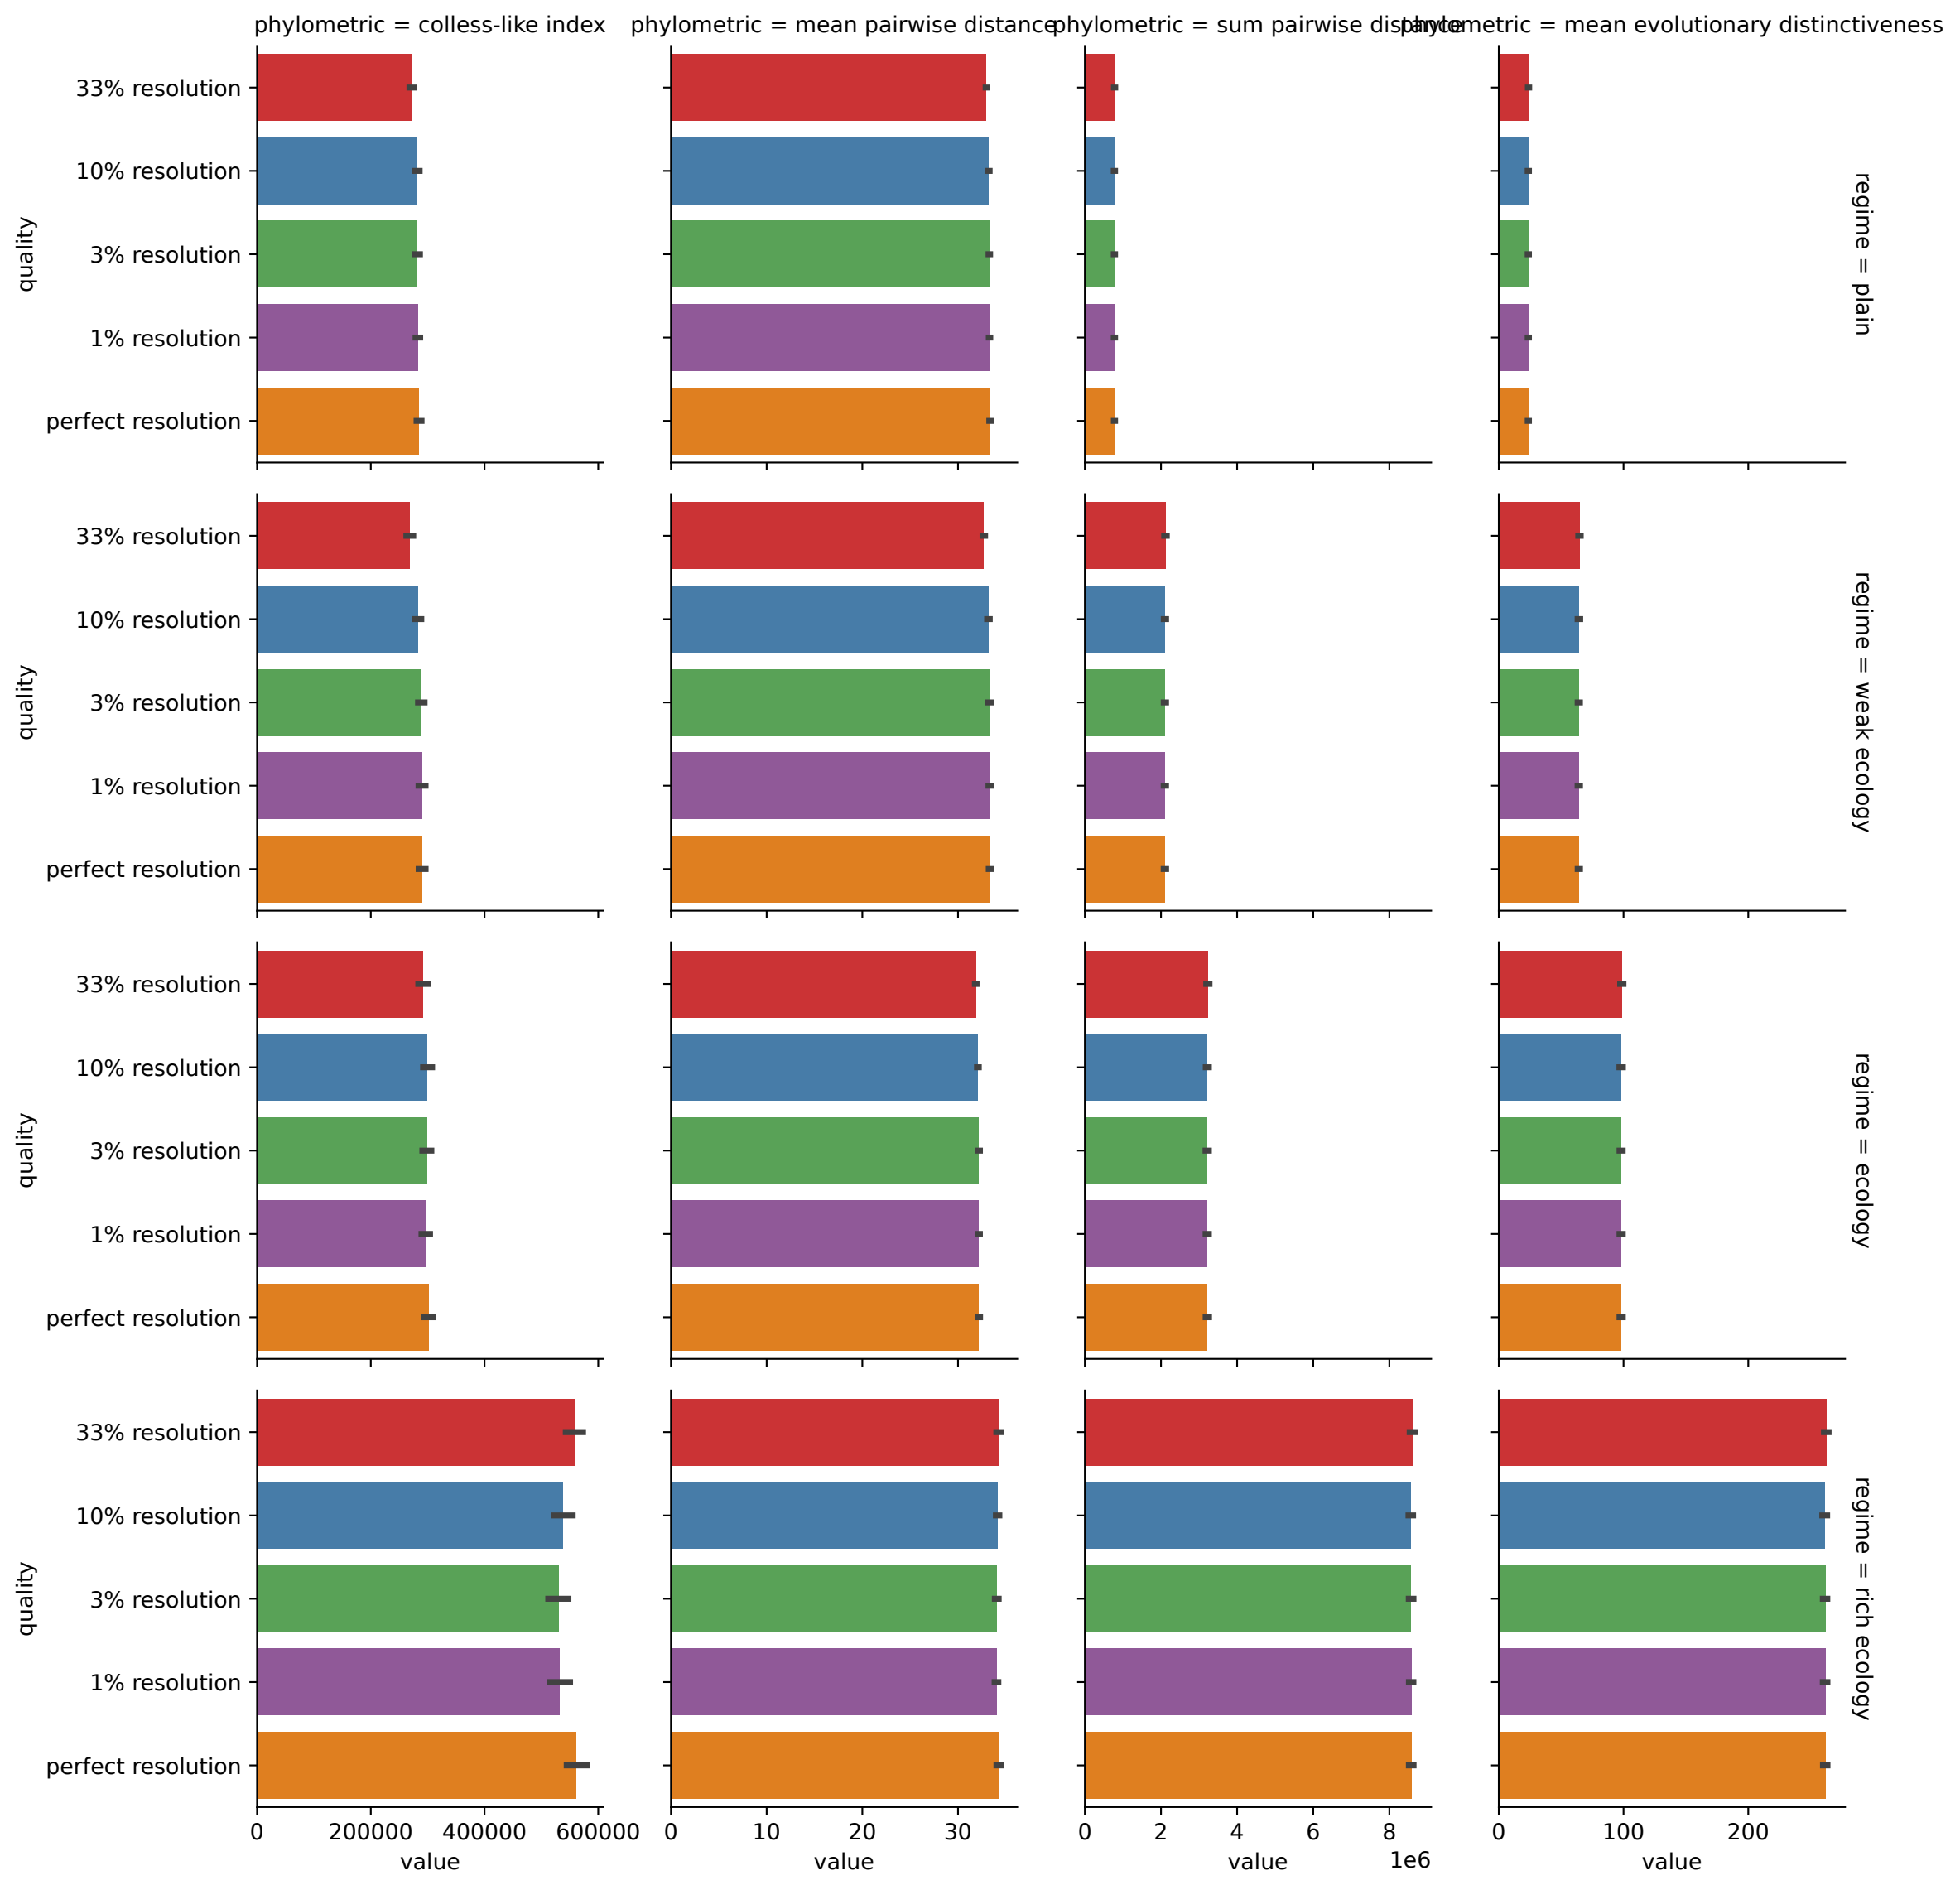 phylometric = colless-like index
phylometric = mean pairwise distance
phylometric = sum pairwise distance
phylometric = mean evolutionary distinctiveness
quality
33% resolution
10% resolution
3% resolution
1% resolution
perfect resolution
regime = plain
quality
33% resolution
10% resolution
3% resolution
1% resolution
perfect resolution
regime = weak ecology
quality
33% resolution
10% resolution
3% resolution
1% resolution
perfect resolution
regime = ecology
quality
33% resolution
10% resolution
3% resolution
1% resolution
perfect resolution
regime = rich ecology
0 200000 400000 600000
value
0 10 20 30
value
0 2 4 6 8
1e6
value
0 100 200
value